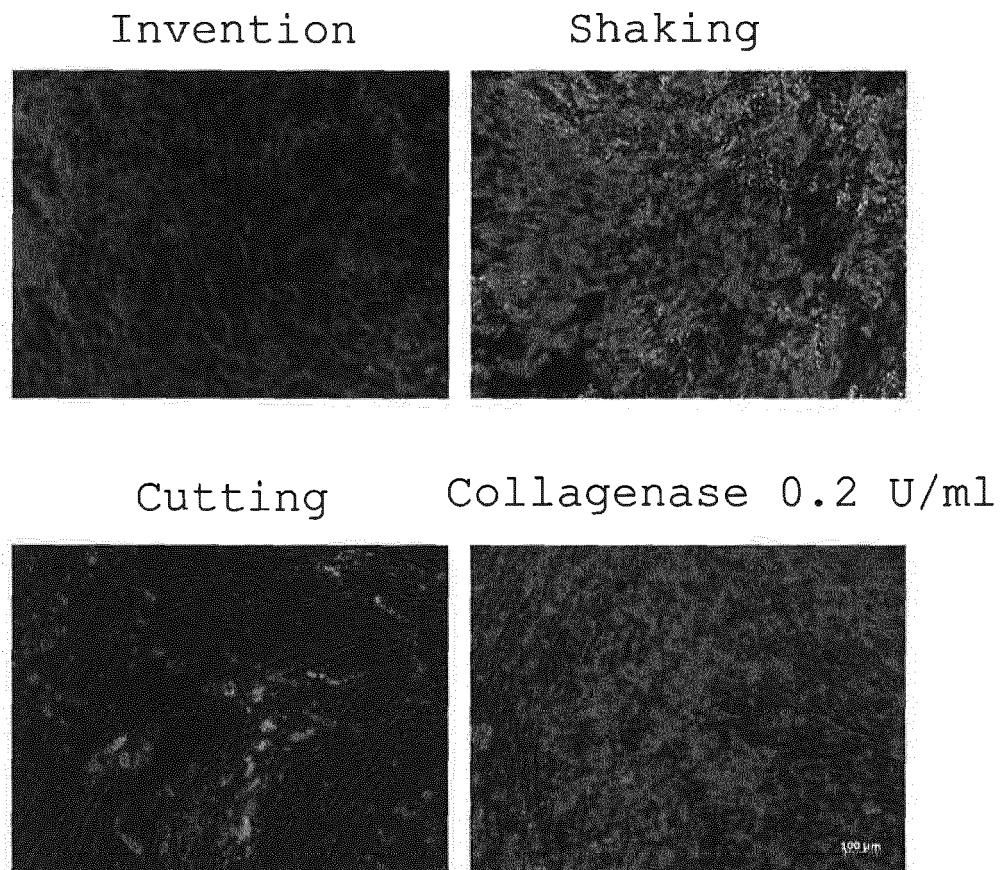 Invention
Shaking
Cutting
Collagenase 0.2 U/ml
100 µm